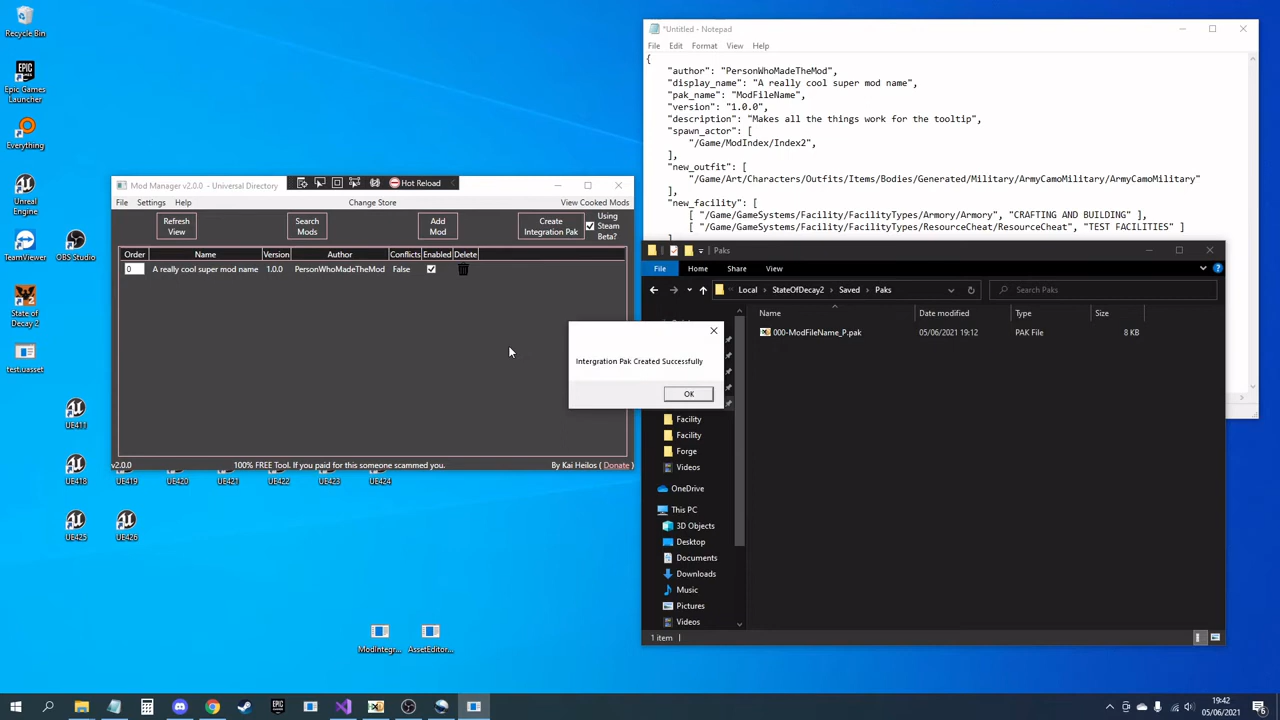 Recycle Bin
Epic Games
Launcher
Everything
Unreal
Engine
TeamViewer
OBS Studio
State of
Decay 2
test.uasset
UE411
UE418
UE419
UE420
UE421
UE422
UE423
UE424
UE425
UE426
ModIntegr...
AssetEditor...
*Untitled - Notepad
File Edit Format View Help
{
"author": "PersonWhoMadeTheMod",
"display_name": "A really cool super mod name",
"pak_name": "ModFileName",
"version": "1.0.0",
"description": "Makes all the things work for the tooltip",
"spawn_actor": [
"/Game/ModIndex/Index2",
],
"new_outfit": [
"/Game/Art/Characters/Outfits/Items/Bodies/Generated/Military/ArmyCamoMilitary/ArmyCamoMilitary"
],
"new_facility": [
[ "/Game/GameSystems/Facility/FacilityTypes/Armory/Armory", "CRAFTING AND BUILDING" ],
[ "/Game/GameSystems/Facility/FacilityTypes/ResourceCheat/ResourceCheat", "TEST FACILITIES" ]
]
Mod Manager v2.0.0 - Universal Directory
Hot Reload
File Settings Help Change Store View Cooked Mods
Refresh
View
Search
Mods
Add
Mod
Create
Integration Pak
Using
Steam
Beta?
Order Name Version Author Conflicts Enabled Delete
0 A really cool super mod name 1.0.0 PersonWhoMadeTheMod False
v2.0.0 100% FREE Tool. If you paid for this someone scammed you. By Kai Heilos ( Donate )
Intergration Pak Created Successfully
OK
Paks
File Home Share View
Local StateOfDecay2 Saved Paks
Search Paks
Name Date modified Type Size
000-ModFileName_P.pak 05/06/2021 19:12 PAK File 8 KB
Facility
Facility
Forge
Videos
OneDrive
This PC
3D Objects
Desktop
Documents
Downloads
Music
Pictures
Videos
1 item
19:42
05/06/2021
6